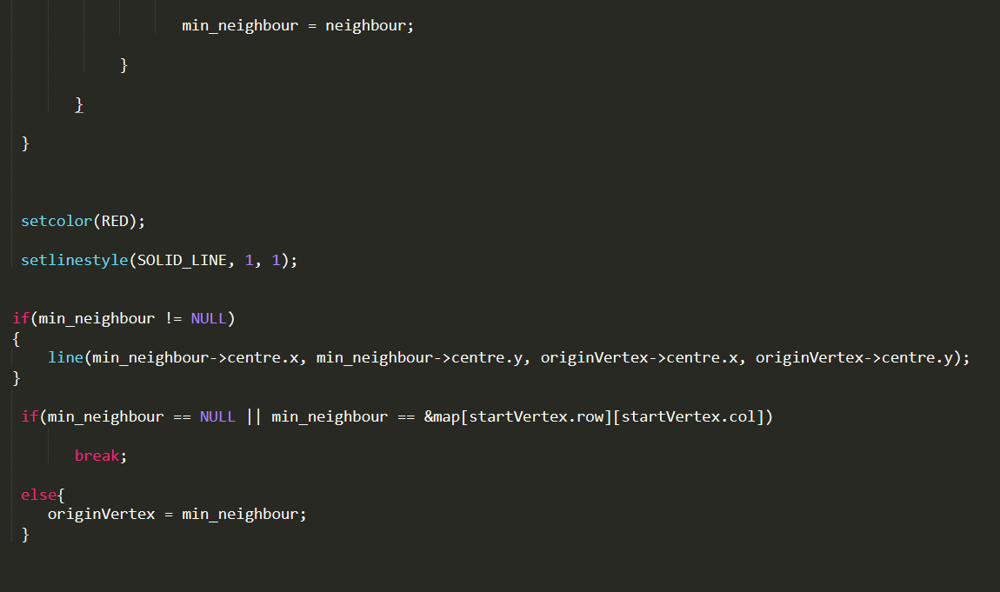 min_neighbour = neighbour;
}
}
}
setcolor(RED);
setlinestyle(SOLID_LINE, 1, 1);
if(min_neighbour != NULL)
{
line(min_neighbour->centre.x, min_neighbour->centre.y, originVertex->centre.x, originVertex->centre.y);
}
if(min_neighbour == NULL || min_neighbour == &map[startVertex.row][startVertex.col])
break;
else{
originVertex = min_neighbour;
}